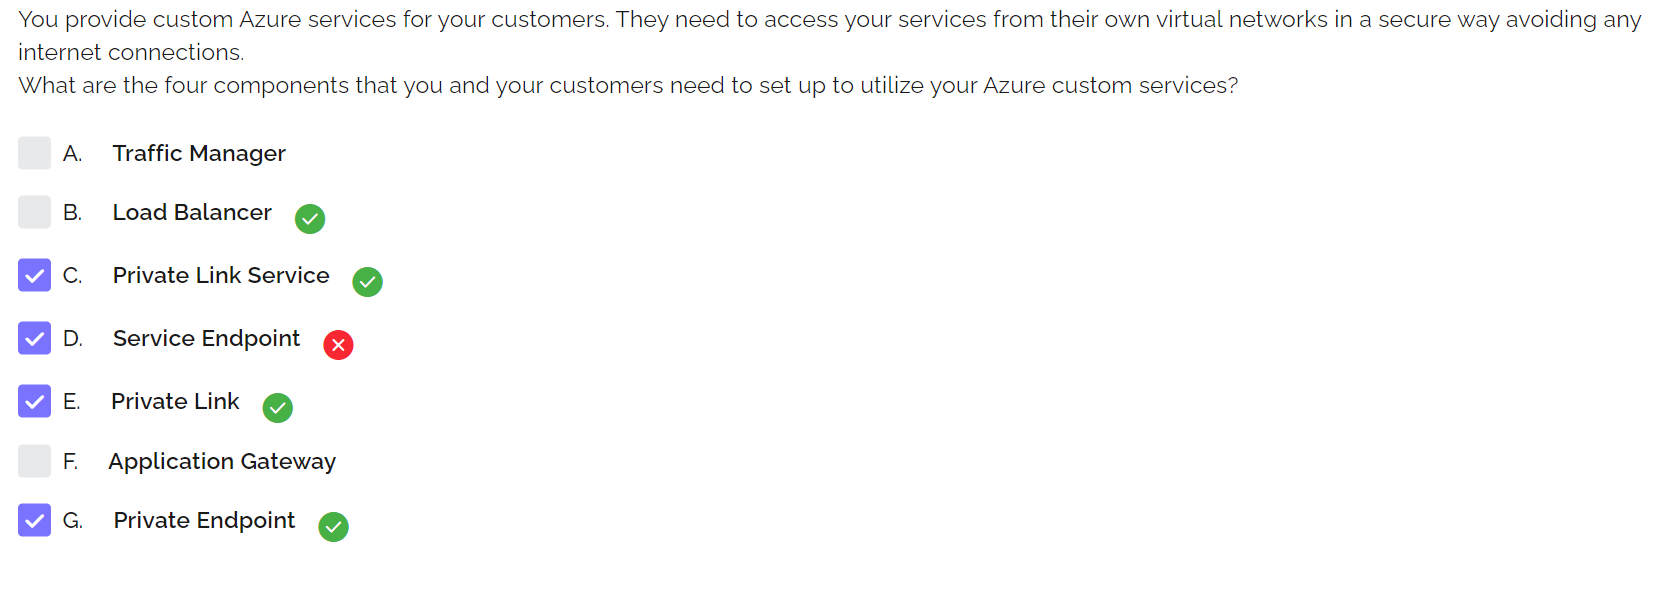 You provide custom Azure services for your customers. They need to access your services from their own virtual networks in a secure way avoiding any
internet connections.
What are the four components that you and your customers need to set up to utilize your Azure custom services?
A. Traffic Manager
B. Load Balancer
C. Private Link Service
D. Service Endpoint
E. Private Link
F. Application Gateway
G. Private Endpoint